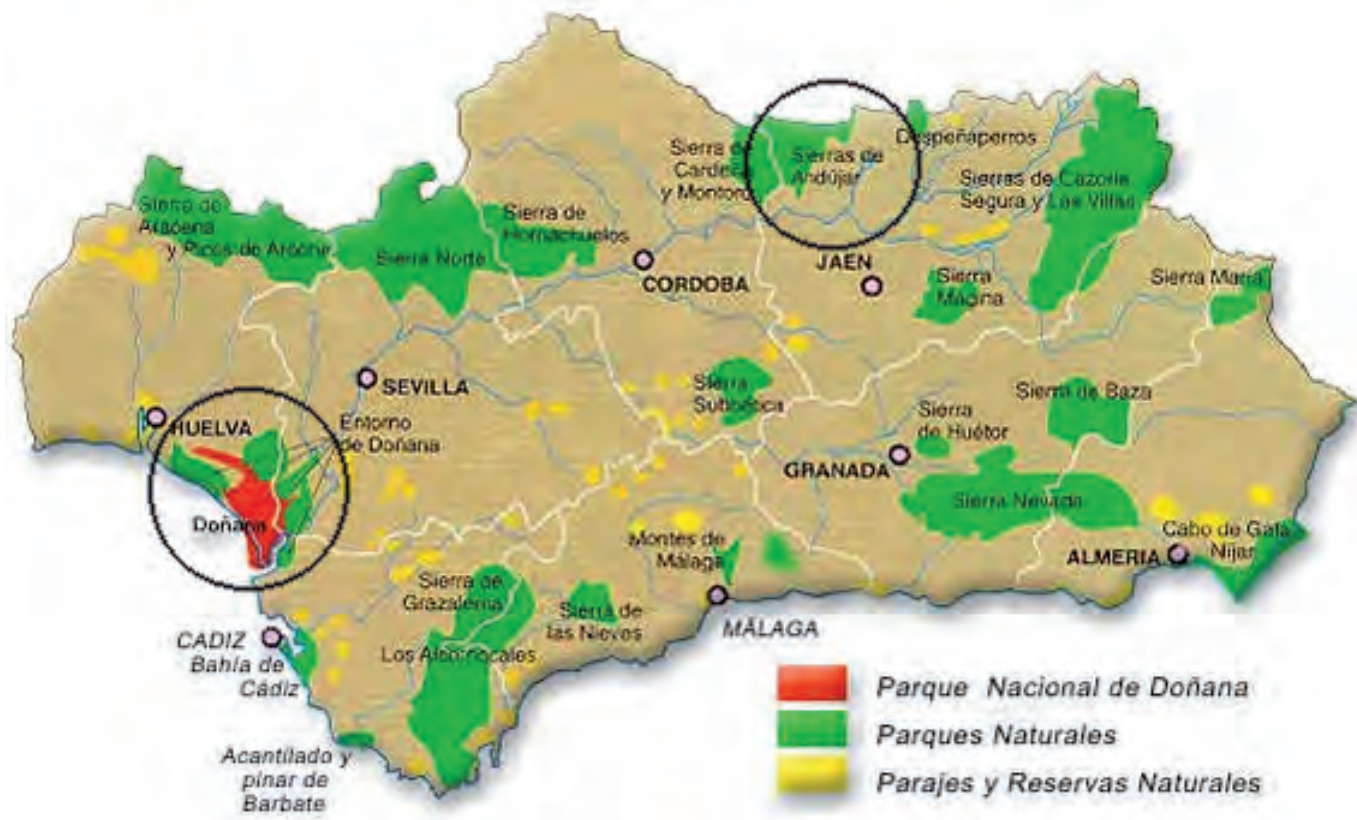 Despeñaperros
Sierra de
Cardeña
y Montoro
Sierras de
Andújar
Sierras de Cazorla
Segura y Las Villas
Sierra de
Aracena
y Picos de Aroche
Sierra Norte
Sierra de
Hornachuelos
CORDOBA
JAEN
Sierra
Mágina
Sierra María
SEVILLA
Sierra
Subbética
Sierra de Baza
HUELVA
Entorno
de Doñana
Sierra
de Huétor
GRANADA
Sierra Nevada
Doñana
Montes de
Málaga
Cabo de Gata
Nijar
ALMERIA
Sierra de
Grazalema
Sierra de
las Nieves
MÁLAGA
CADIZ
Bahía de
Cádiz
Los Alcornocales
Acantilado y
pinar de
Barbate
Parque Nacional de Doñana
Parques Naturales
Parajes y Reservas Naturales